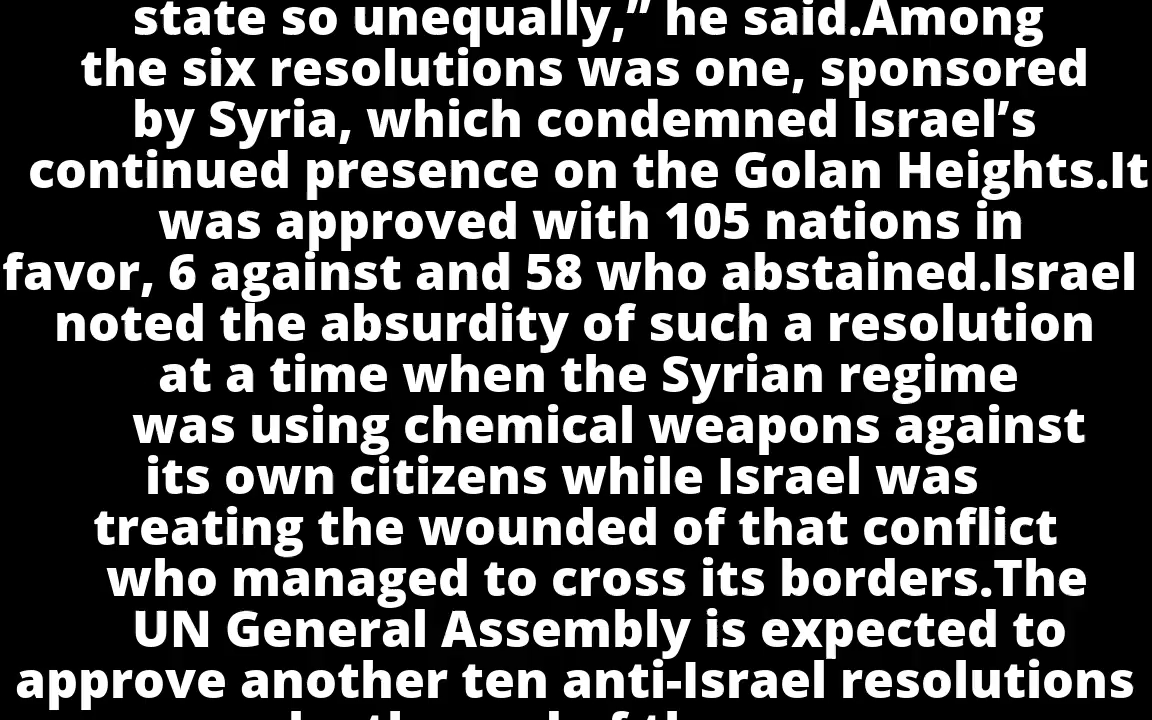 state so unequally,” he said.Among
the six resolutions was one, sponsored
by Syria, which condemned Israel’s
continued presence on the Golan Heights.It
was approved with 105 nations in
favor, 6 against and 58 who abstained.Israel
noted the absurdity of such a resolution
at a time when the Syrian regime
was using chemical weapons against
its own citizens while Israel was
treating the wounded of that conflict
who managed to cross its borders.The
UN General Assembly is expected to
approve another ten anti-Israel resolutions